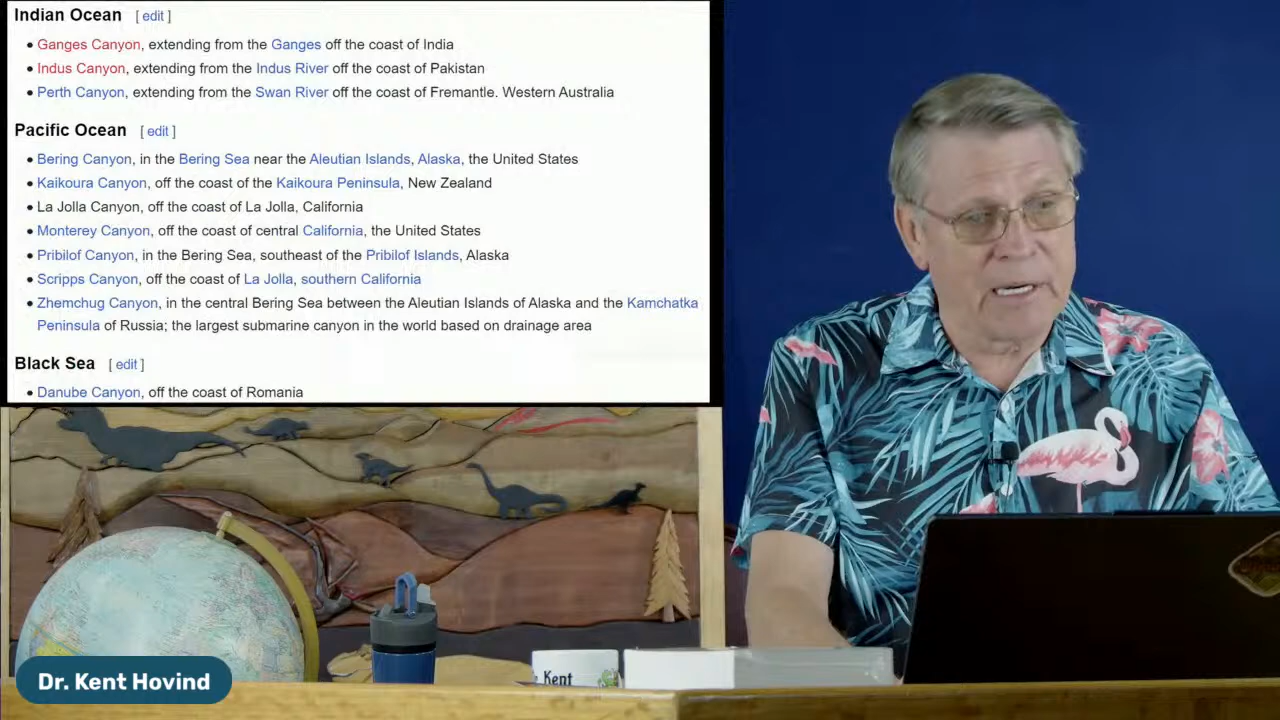 Indian Ocean [ edit ]
• Ganges Canyon, extending from the Ganges off the coast of India
• Indus Canyon, extending from the Indus River off the coast of Pakistan
• Perth Canyon, extending from the Swan River off the coast of Fremantle. Western Australia
Pacific Ocean [ edit ]
• Bering Canyon, in the Bering Sea near the Aleutian Islands, Alaska, the United States
• Kaikoura Canyon, off the coast of the Kaikoura Peninsula, New Zealand
• La Jolla Canyon, off the coast of La Jolla, California
• Monterey Canyon, off the coast of central California, the United States
• Pribilof Canyon, in the Bering Sea, southeast of the Pribilof Islands, Alaska
• Scripps Canyon, off the coast of La Jolla, southern California
• Zhemchug Canyon, in the central Bering Sea between the Aleutian Islands of Alaska and the Kamchatka
Peninsula of Russia; the largest submarine canyon in the world based on drainage area
Black Sea [ edit ]
• Danube Canyon, off the coast of Romania
Kent
Dr. Kent Hovind